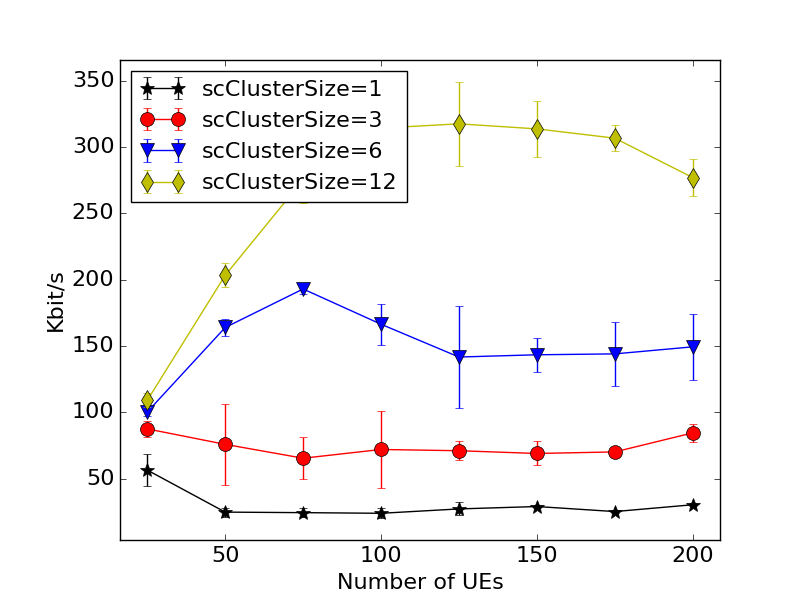 350
300
250
200
150
100
50
Kbit/s
scClusterSize=1
scClusterSize=3
scClusterSize=6
scClusterSize=12
50 100 150 200
Number of UEs